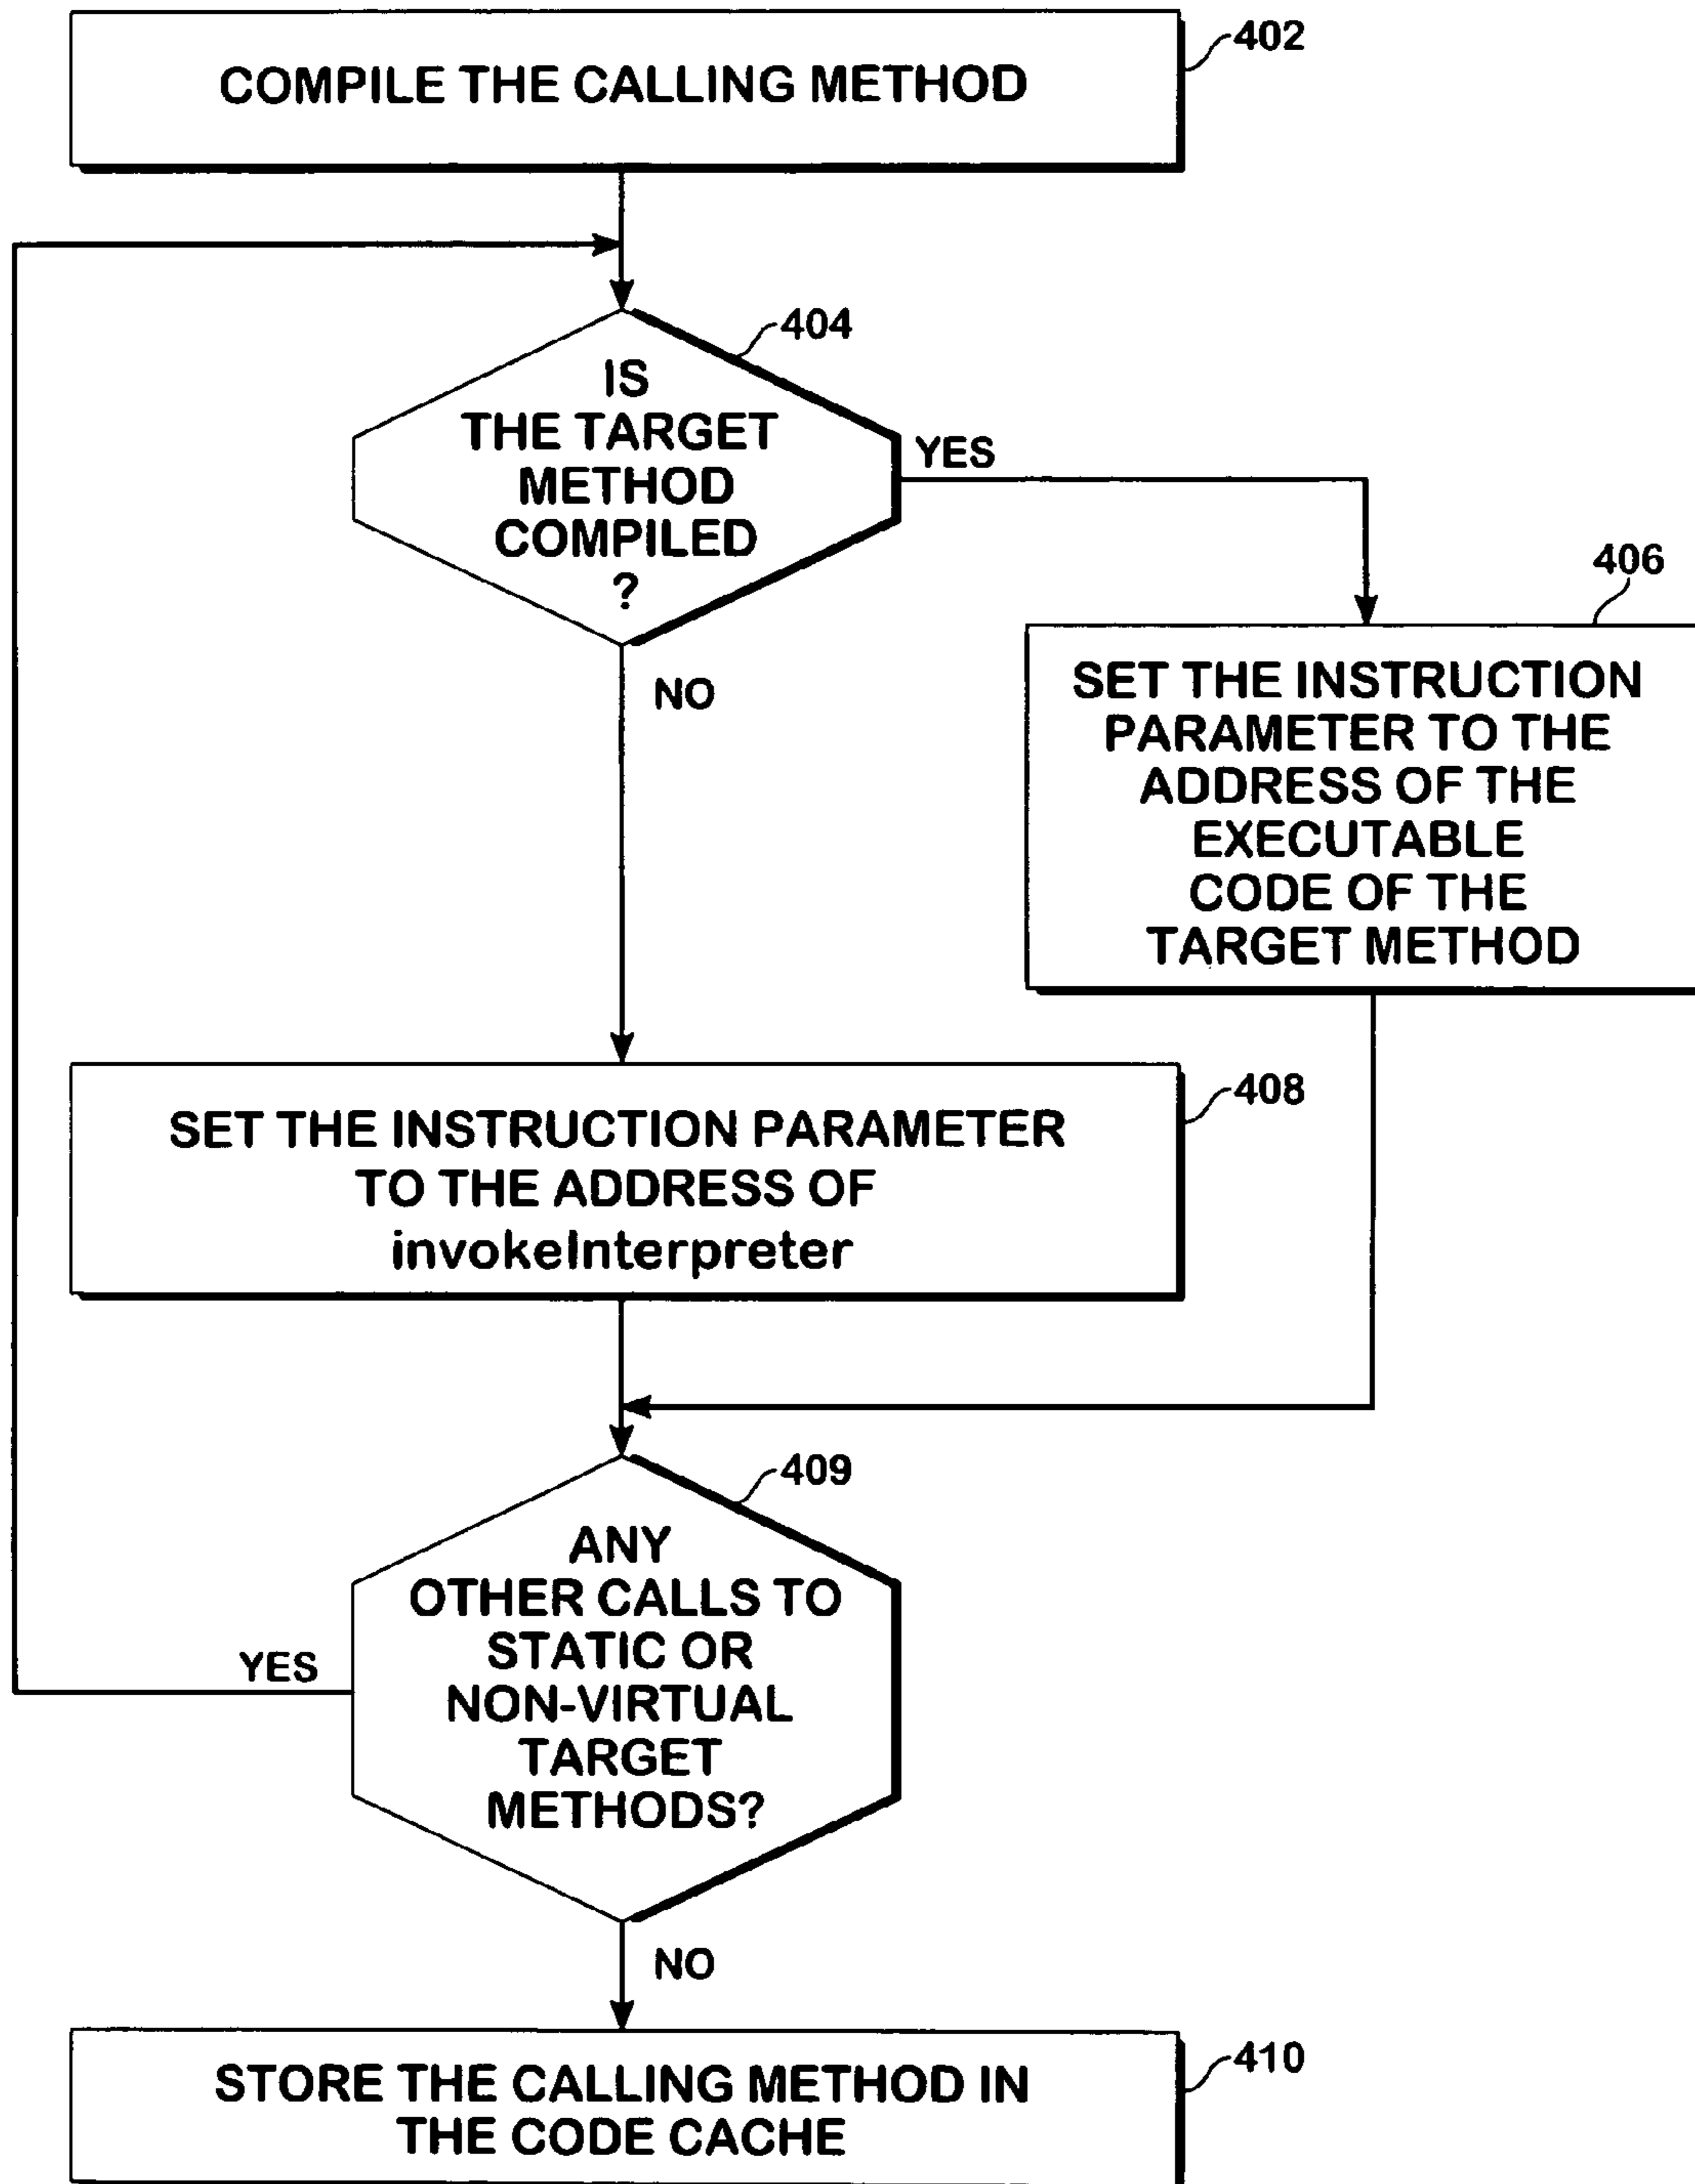 402
COMPILE THE CALLING METHOD
404
IS
THE TARGET
METHOD
COMPILED
?
YES
NO
406
SET THE INSTRUCTION
PARAMETER TO THE
ADDRESS OF THE
EXECUTABLE
CODE OF THE
TARGET METHOD
408
SET THE INSTRUCTION PARAMETER
TO THE ADDRESS OF
invokeInterpreter
409
ANY
OTHER CALLS TO
STATIC OR
NON-VIRTUAL
TARGET
METHODS?
YES
NO
410
STORE THE CALLING METHOD IN
THE CODE CACHE